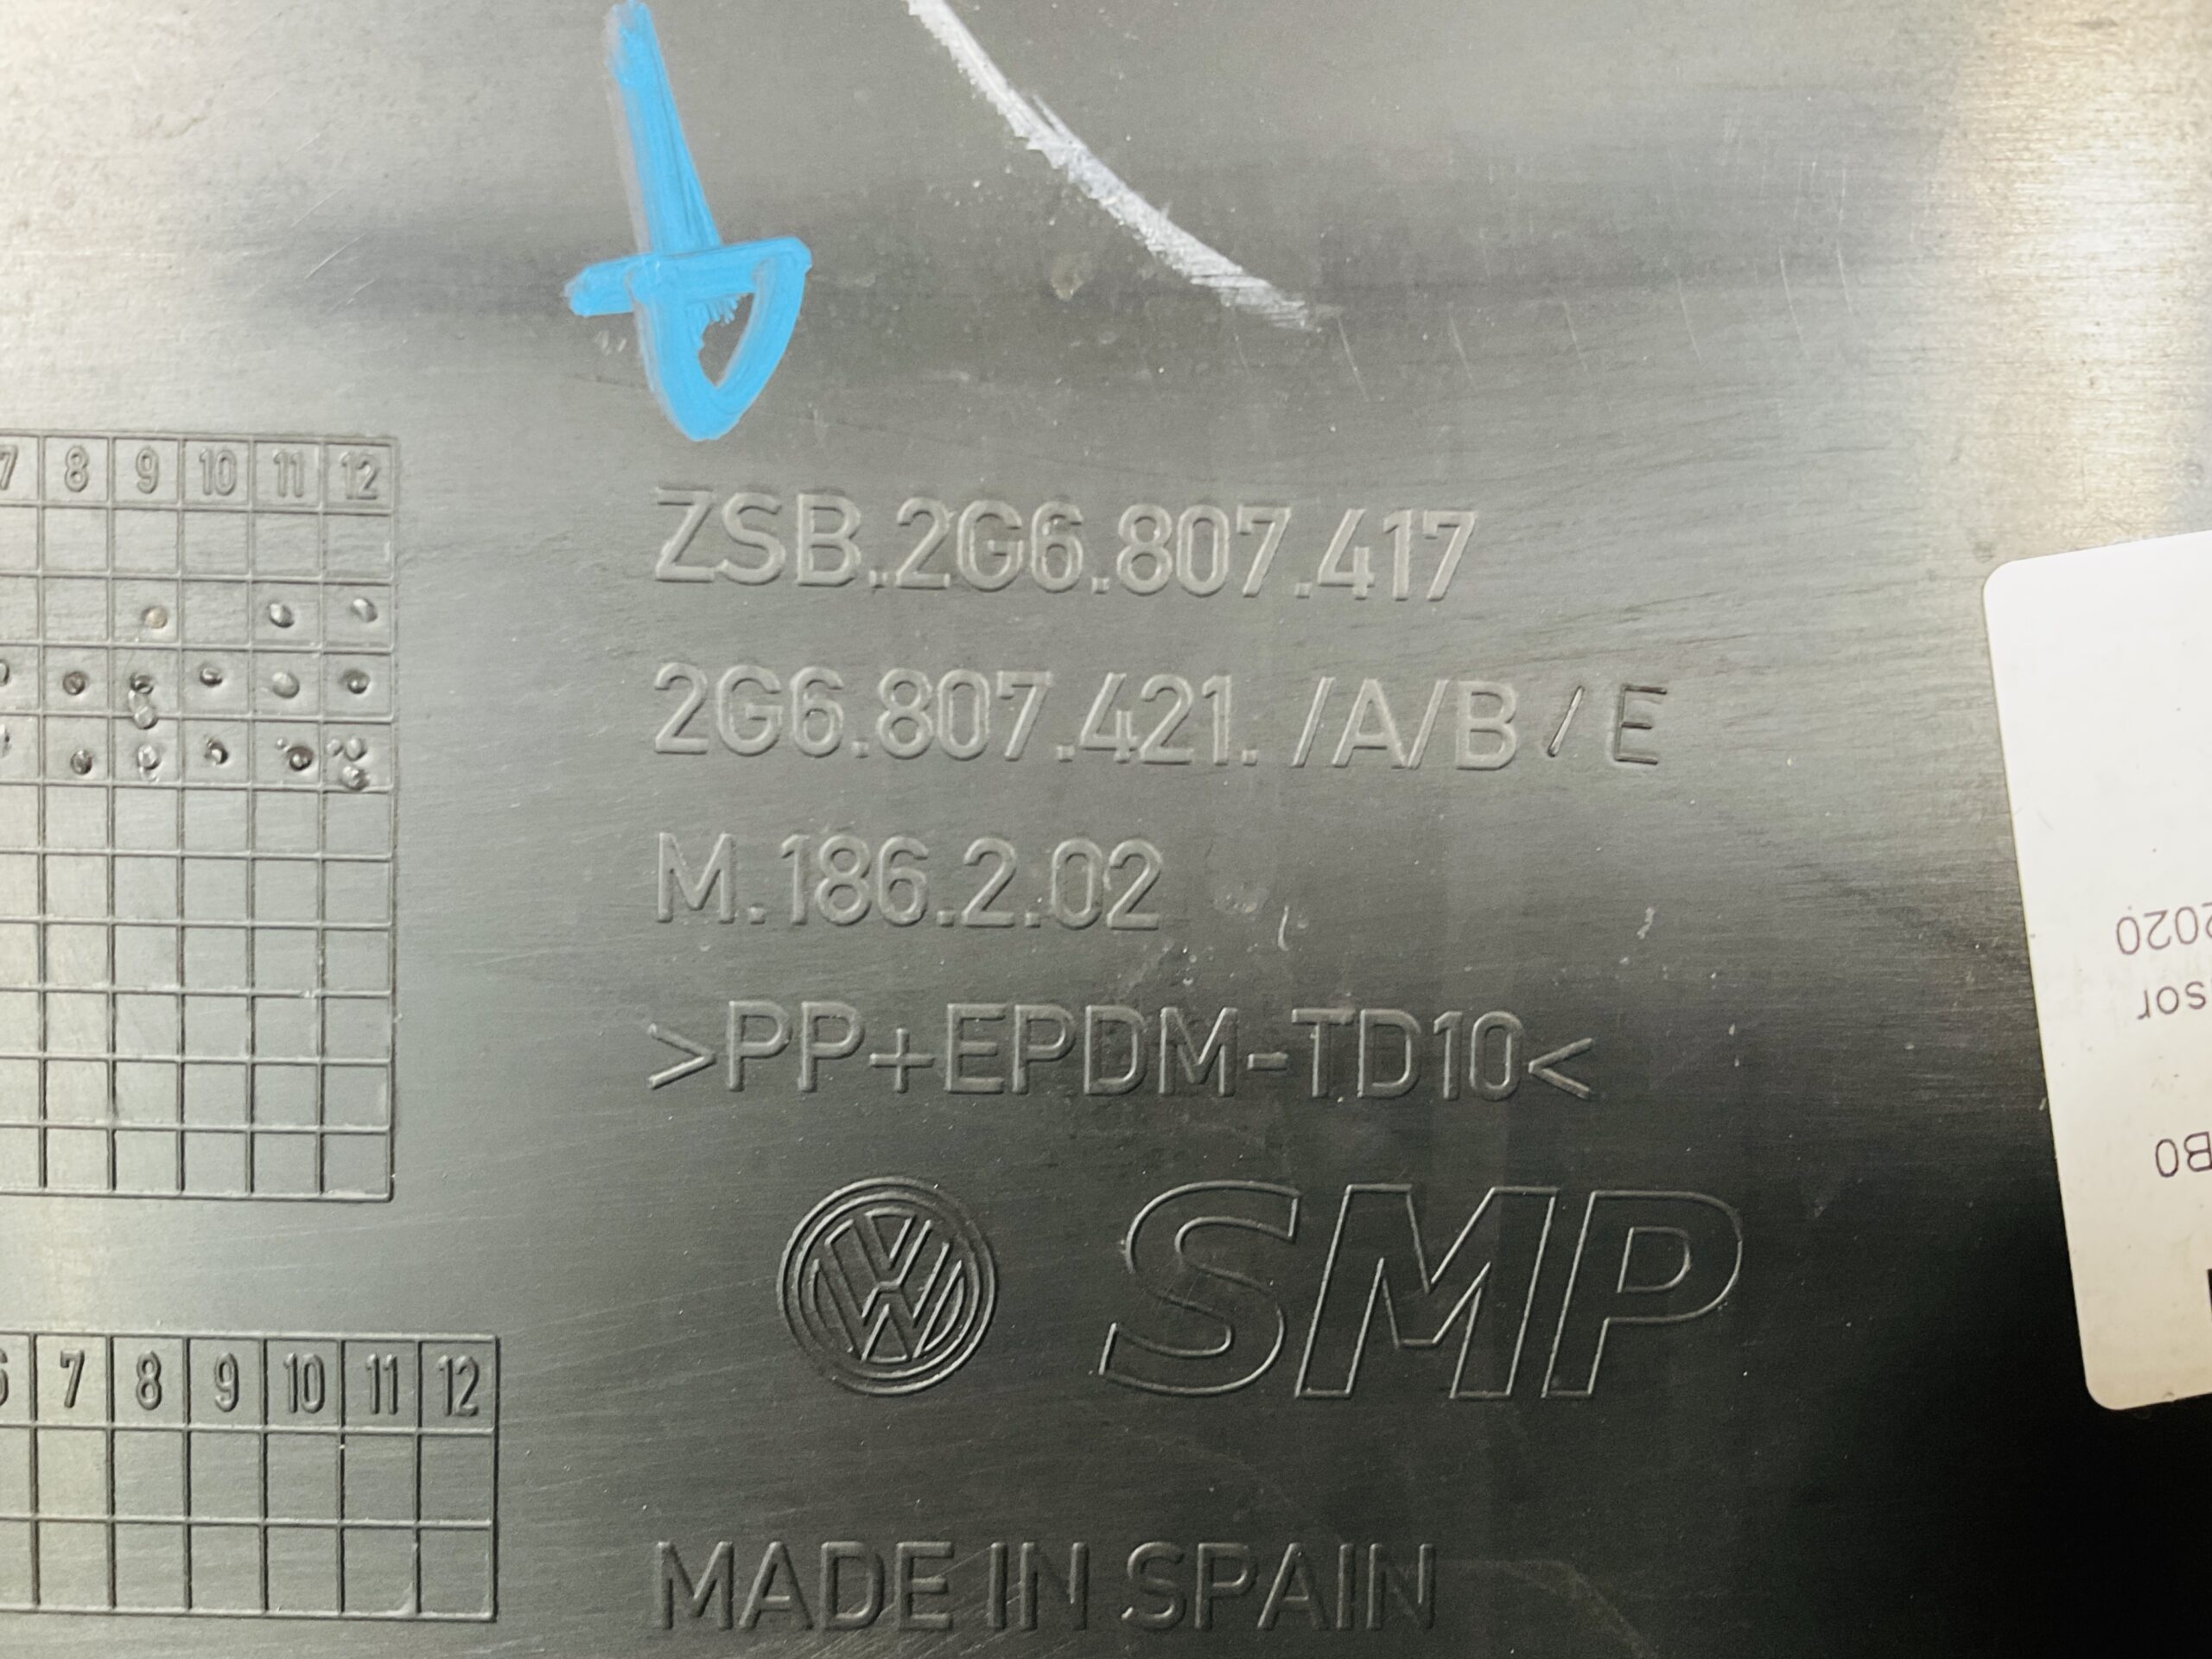 7 8 9 10 11 12
ZSB.2G6.807.417
2G6.807.421. /A/B/E
M.186.2.02
>PP+EPDM-TD10<
VW SMP
6 7 8 9 10 11 12
MADE IN SPAIN
2020
sor
B0